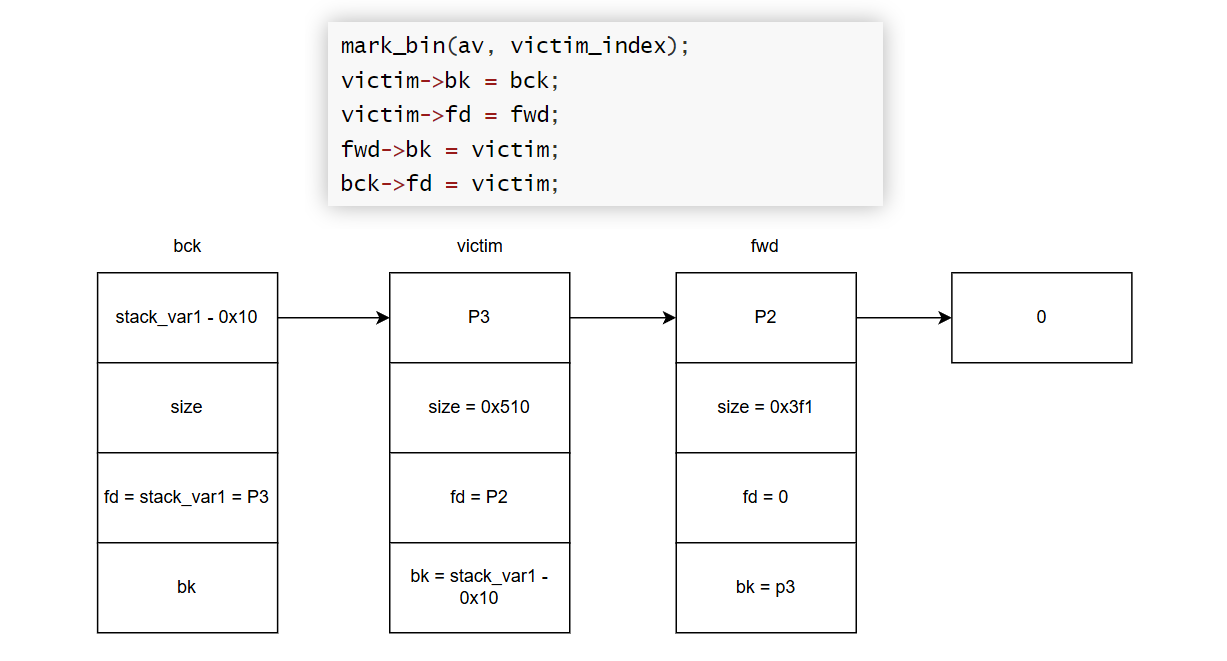 mark_bin(av, victim_index);
victim->bk = bck;
victim->fd = fwd;
fwd->bk = victim;
bck->fd = victim;
bck
victim
fwd
stack_var1 - 0x10
P3
P2
0
size
size = 0x510
size = 0x3f1
fd = stack_var1 = P3
fd = P2
fd = 0
bk
bk = stack_var1 -
0x10
bk = p3